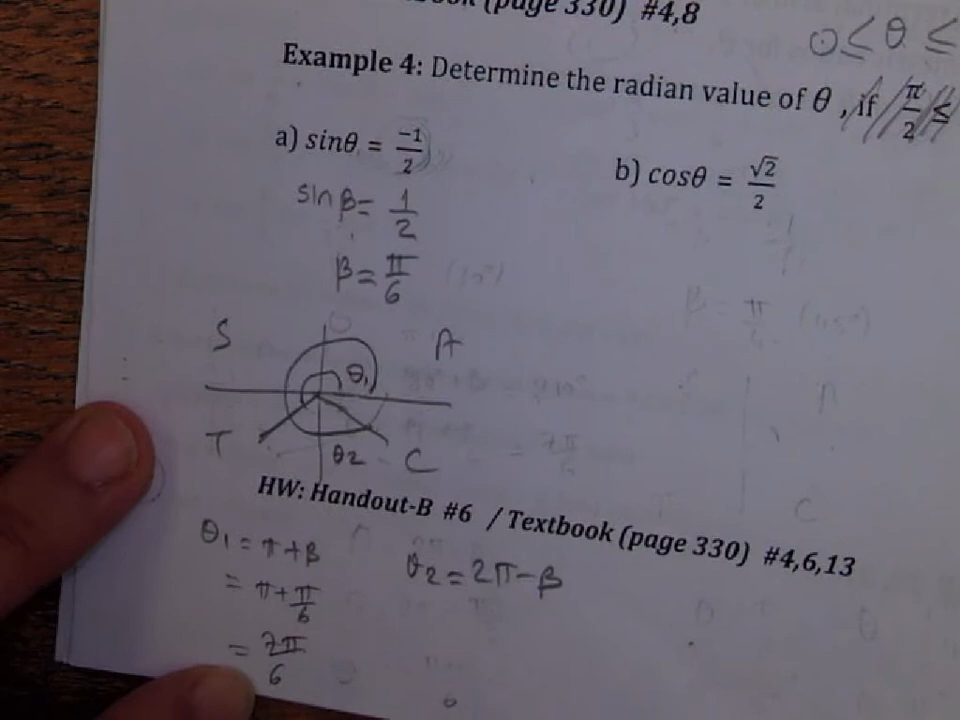 (page 330) #4,8
0 ≤ θ ≤
Example 4: Determine the radian value of θ , if π/2 ≤
a) sinθ = -1/2
b) cosθ = √2/2
sin β = 1/2
β = π/6
S A
θ1
T θ2 C
HW: Handout-B #6 / Textbook (page 330) #4,6,13
θ1 = π + β
θ2 = 2π - β
= π + π/6
= 7π/6